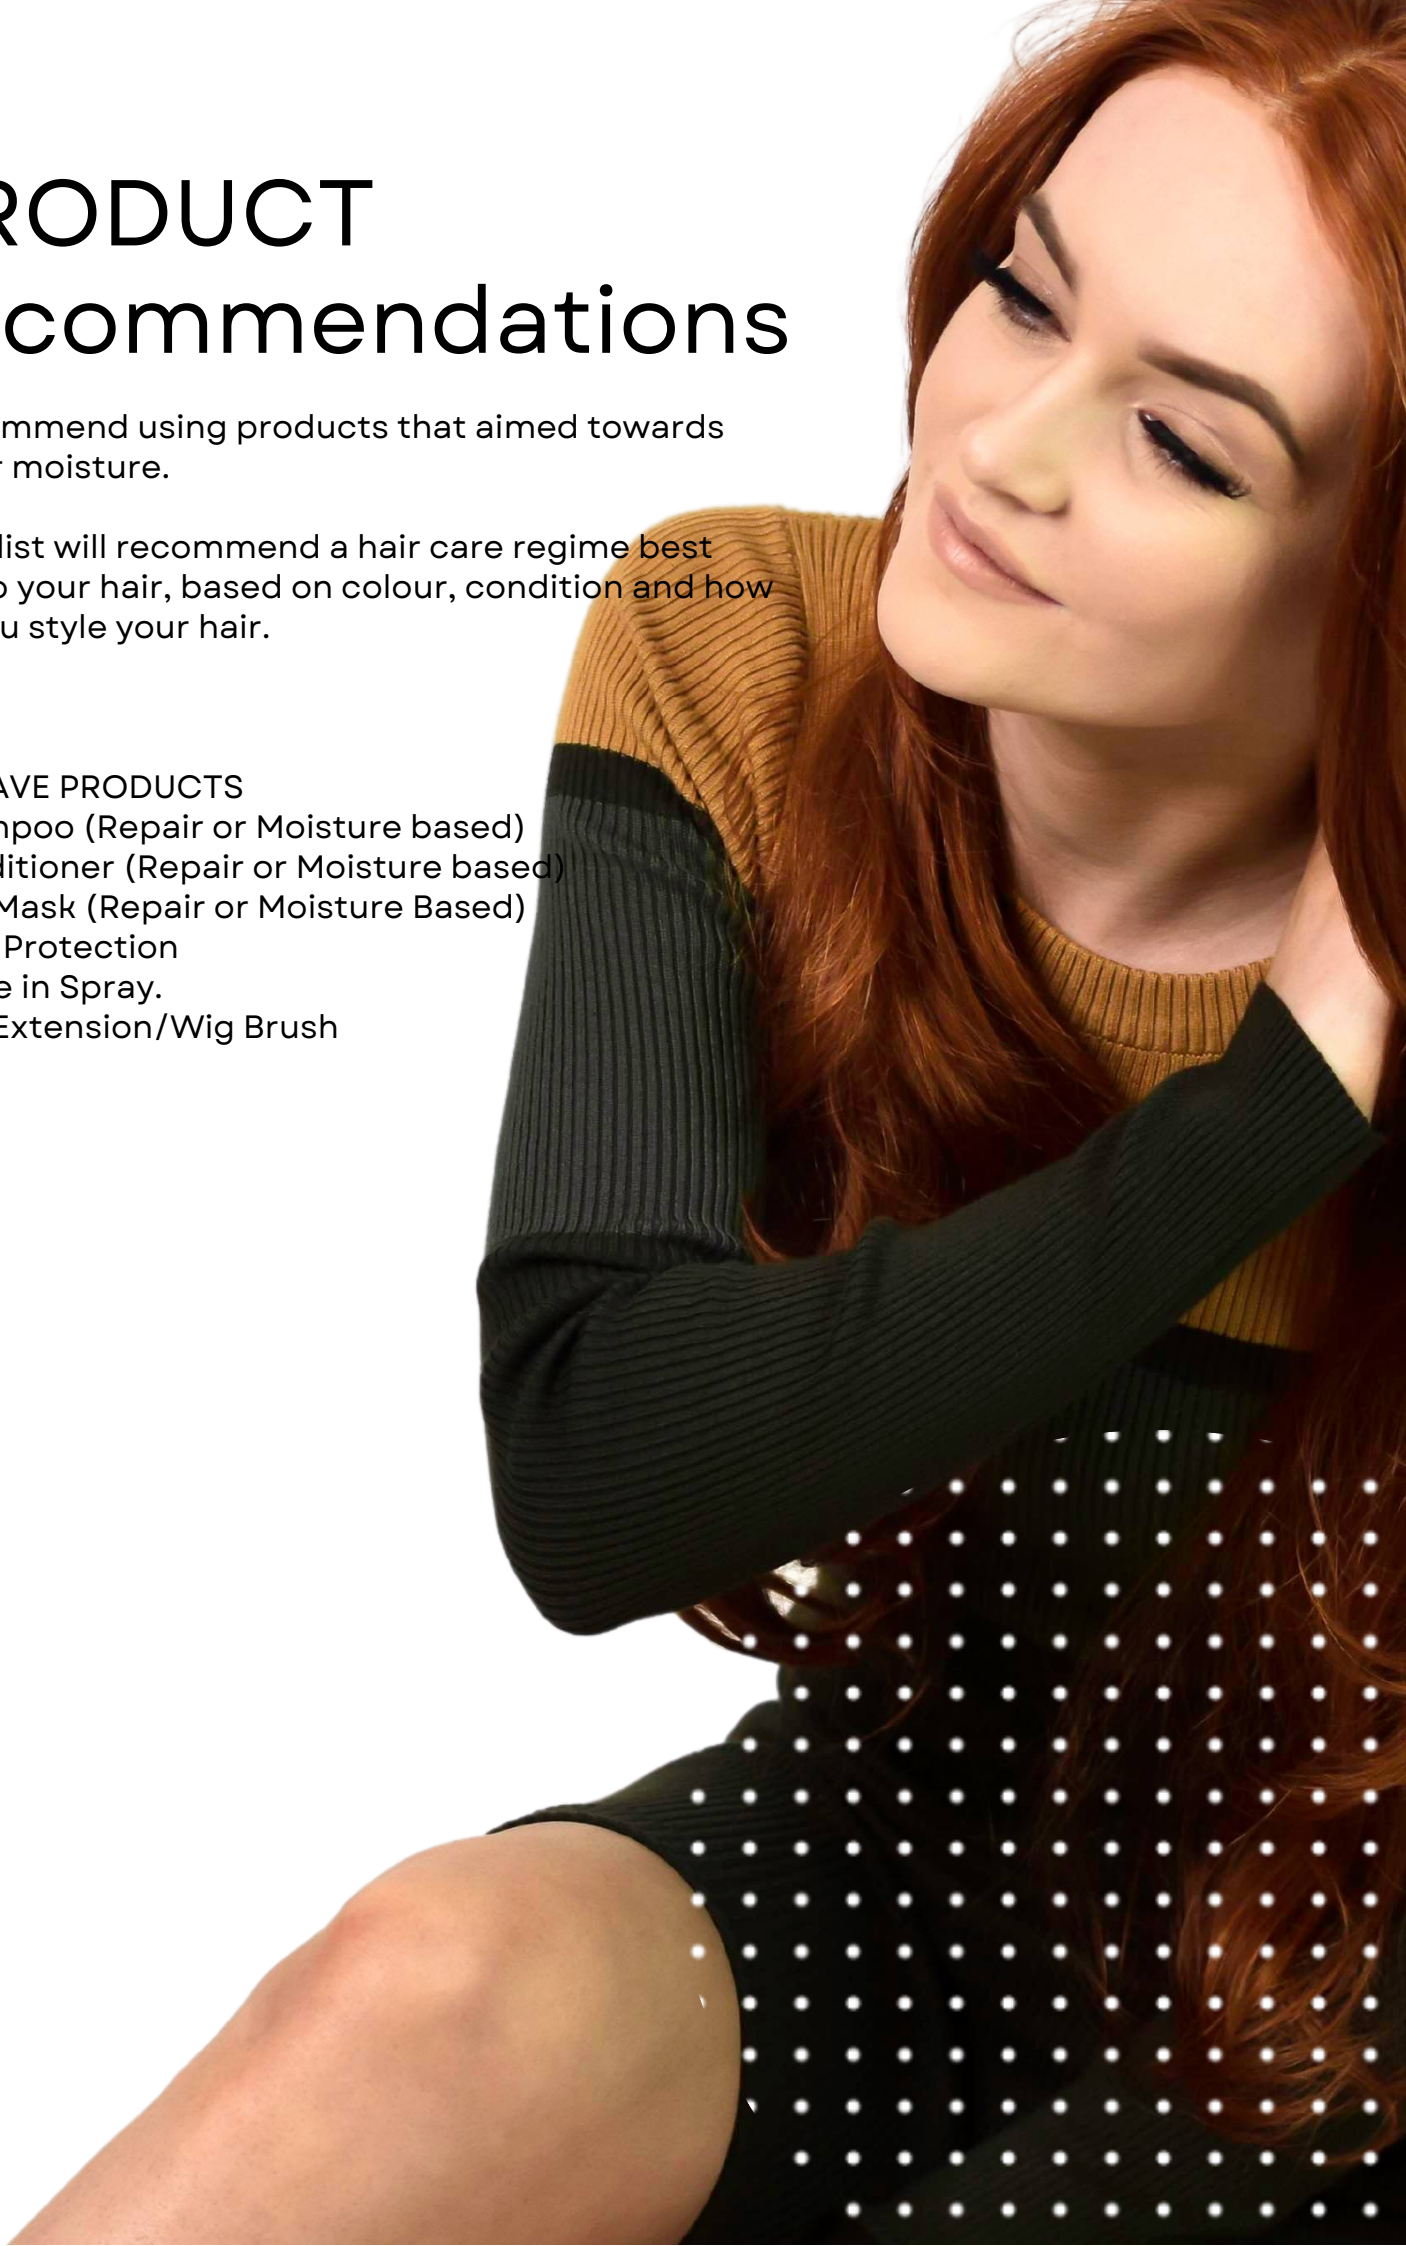 RODUCT
commendations
mmend using products that aimed towards
r moisture.
list will recommend a hair care regime best
o your hair, based on colour, condition and how
u style your hair.
AVE PRODUCTS
mpoo (Repair or Moisture based)
ditioner (Repair or Moisture based)
Mask (Repair or Moisture Based)
Protection
e in Spray.
Extension/Wig Brush